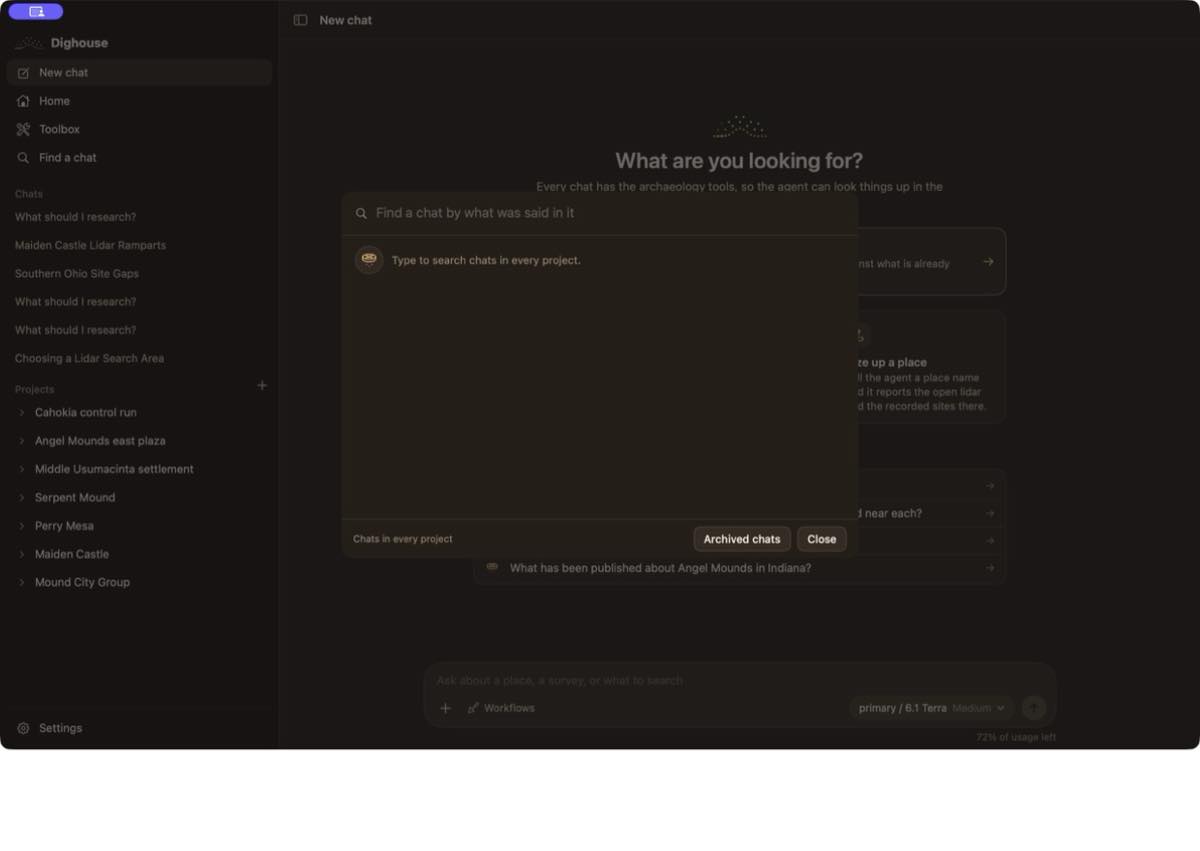 Dighouse
New chat
Home
Toolbox
Find a chat
Chats
What should I research?
Maiden Castle Lidar Ramparts
Southern Ohio Site Gaps
What should I research?
What should I research?
Choosing a Lidar Search Area
Projects
Cahokia control run
Angel Mounds east plaza
Middle Usumacinta settlement
Serpent Mound
Perry Mesa
Maiden Castle
Mound City Group
Settings
New chat
What are you looking for?
Every chat has the archaeology tools, so the agent can look things up in the
Find a chat by what was said in it
Type to search chats in every project.
what is already
up a place
the agent a place name
it reports the open lidar
the recorded sites there.
near each?
Chats in every project
Archived chats
Close
What has been published about Angel Mounds in Indiana?
Ask about a place, a survey, or what to search
Workflows
primary / 6.1 Terra Medium
72% of usage left